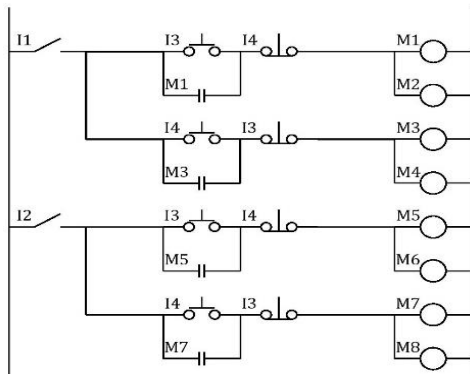 I1 I3 I4 M1
M1 M2
I4 I3 M3
M3 M4
I2 I3 I4 M5
M5 M6
I4 I3 M7
M7 M8